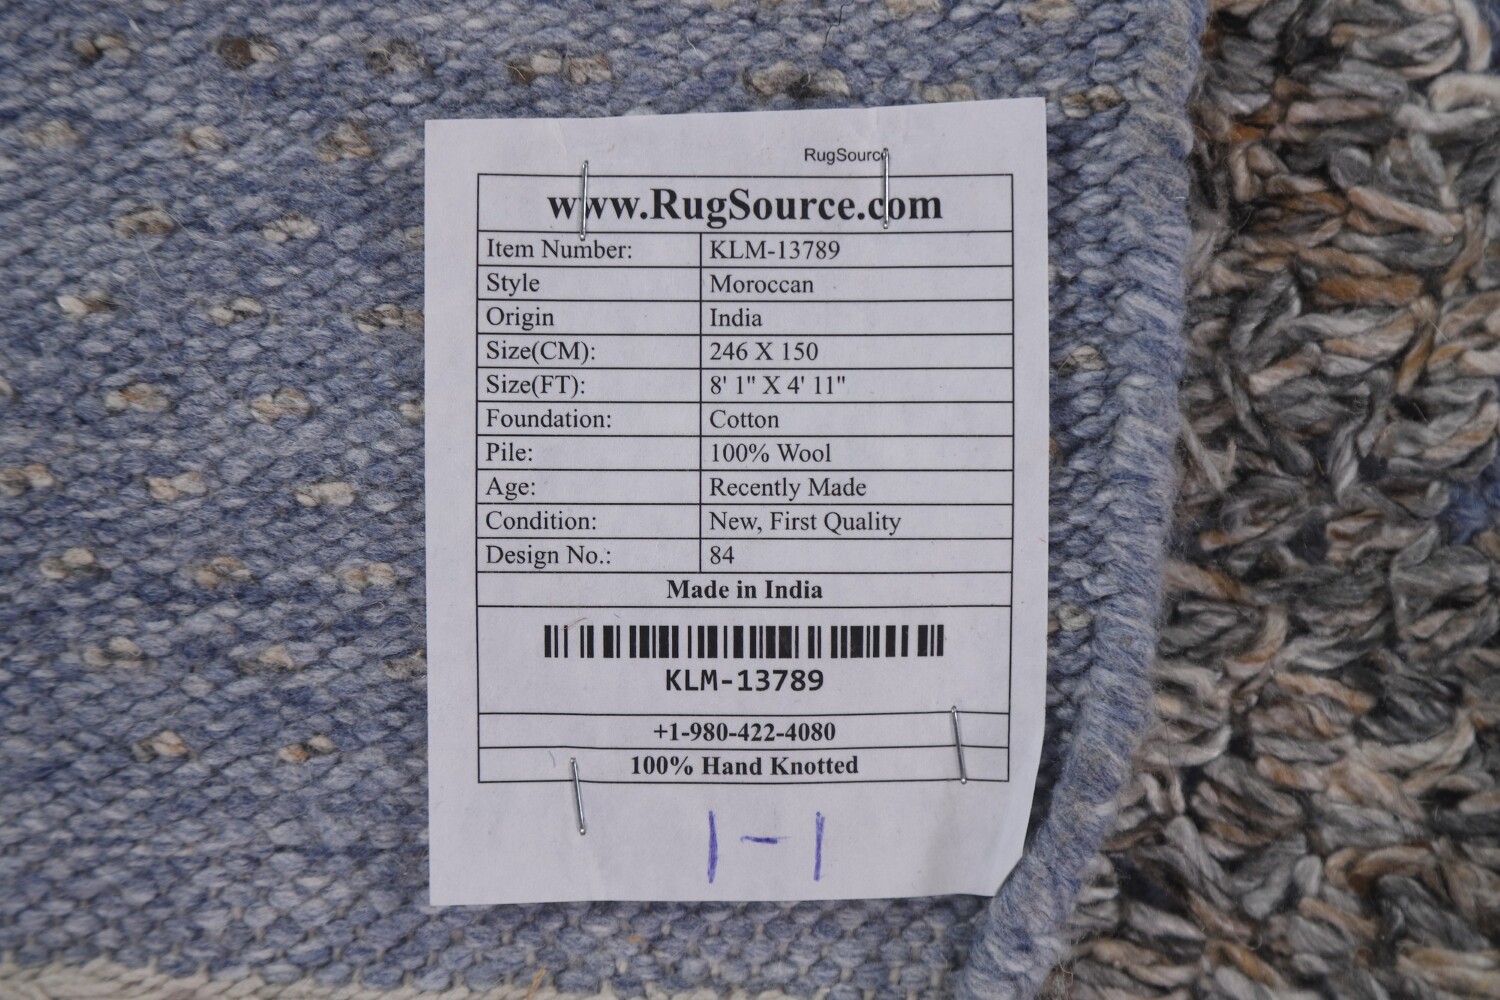 RugSource
www.RugSource.com
Item Number: KLM-13789
Style Moroccan
Origin India
Size(CM): 246 X 150
Size(FT): 8' 1" X 4' 11"
Foundation: Cotton
Pile: 100% Wool
Age: Recently Made
Condition: New, First Quality
Design No.: 84
Made in India
KLM-13789
+1-980-422-4080
100% Hand Knotted
1-1